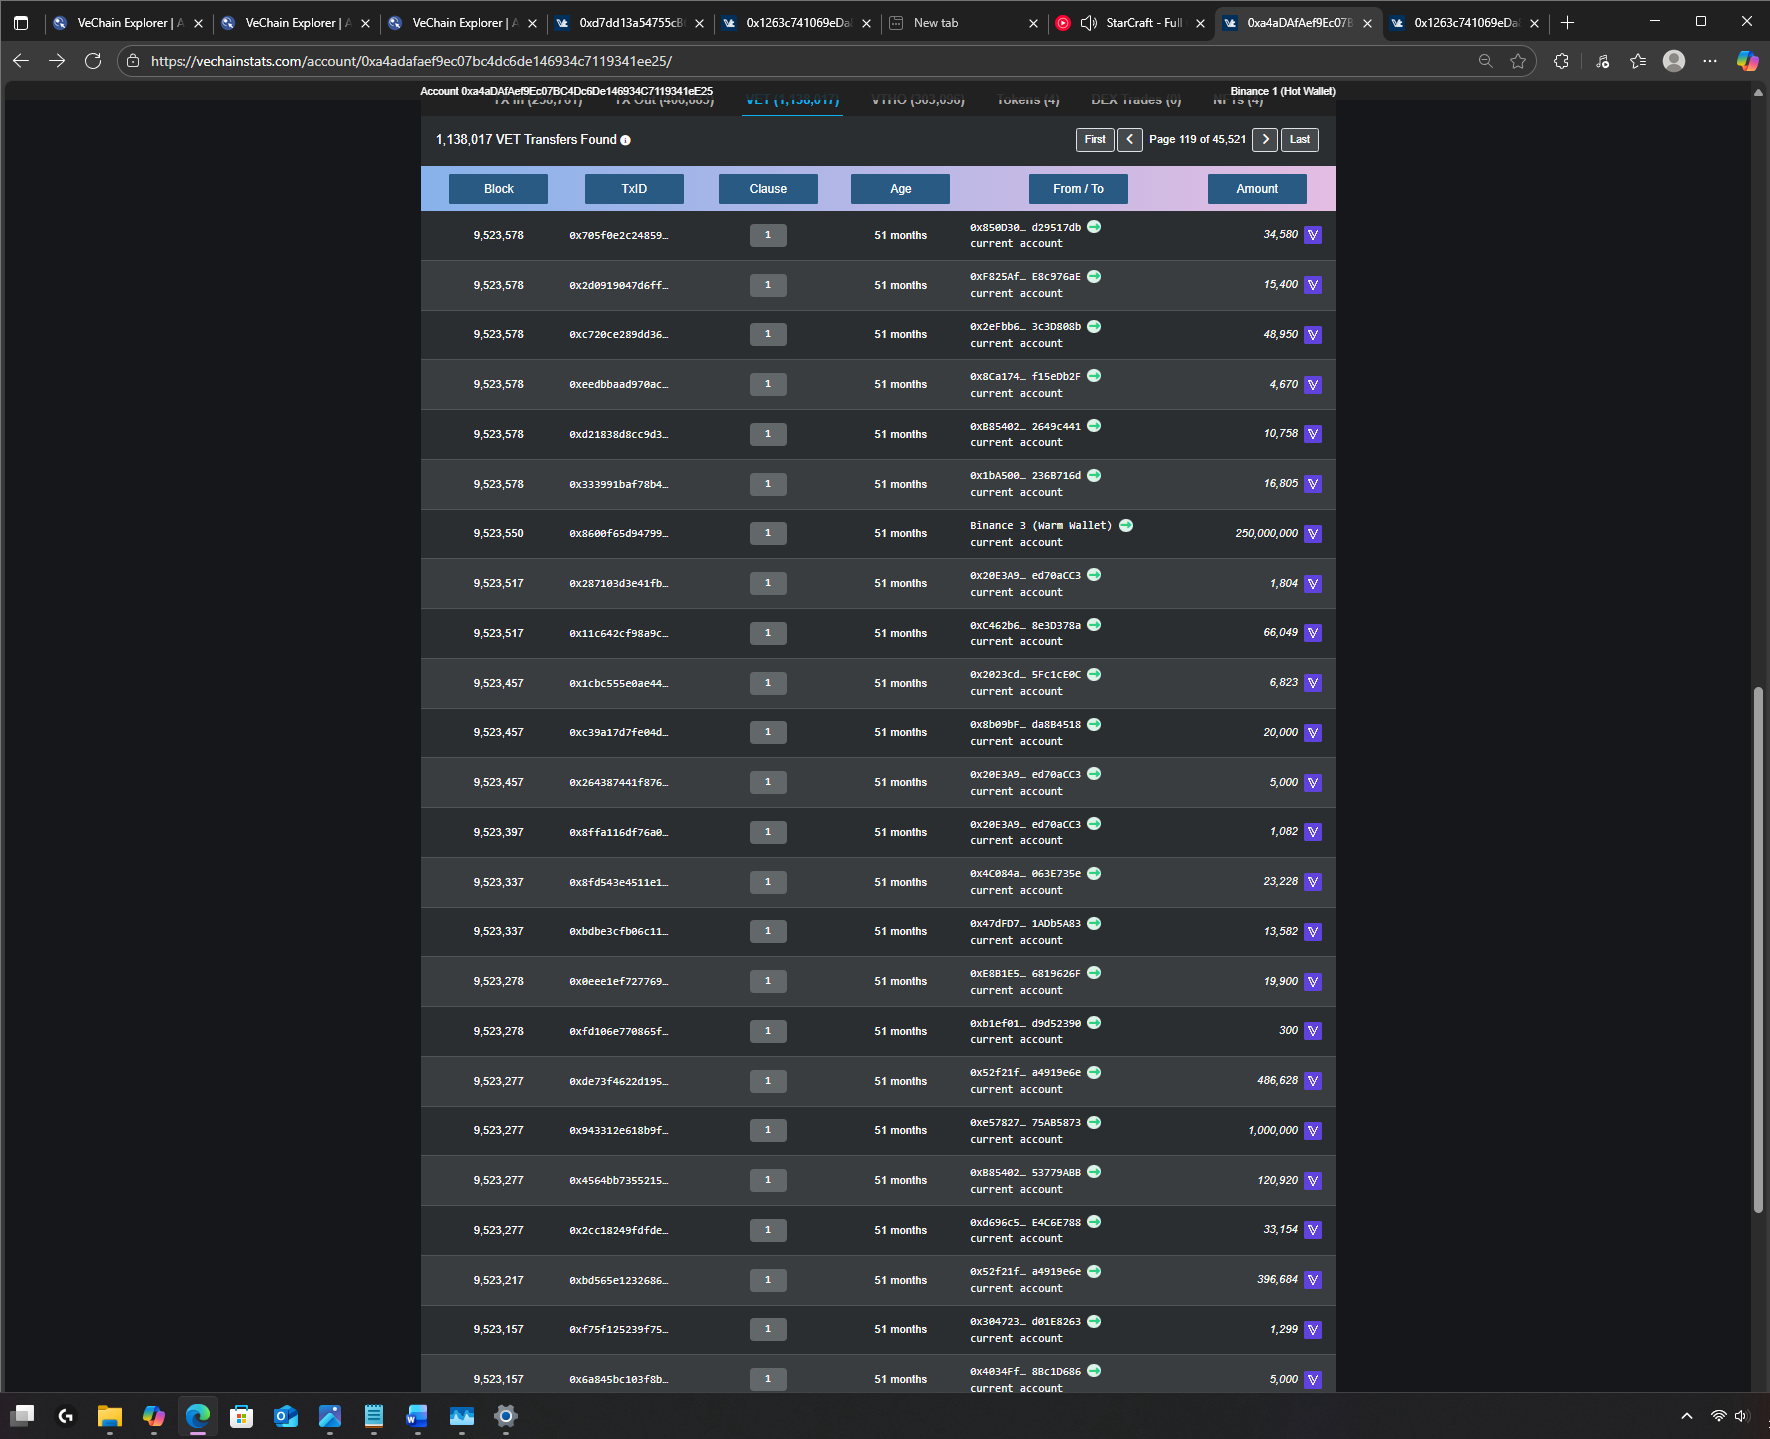 VeChain Explorer | A
VeChain Explorer | A
VeChain Explorer | A
0xd7dd13a54755cB
0x1263c741069eDa
New tab
StarCraft - Full
0xa4aDAfAef9Ec07B
0x1263c741069eDa
https://vechainstats.com/account/0xa4adafaef9ec07bc4dc6de146934c7119341ee25/
Account 0xa4aDAfAef9Ec07BC4Dc6De146934C7119341eE25 Binance 1 (Hot Wallet)
VET (1,138,017) Tokens (4) DEX Trades (0) NFTs (4)
1,138,017 VET Transfers Found First Page 119 of 45,521 Last
Block TxID Clause Age From / To Amount
9,523,578 0x705f0e2c24859… 1 51 months 0x850D30… d29517db 34,580
current account
9,523,578 0x2d0919047d6ff… 1 51 months 0xF825Af… E8c976aE 15,400
current account
9,523,578 0xc720ce289dd36… 1 51 months 0x2eFbb6… 3c3D808b 48,950
current account
9,523,578 0xeedbbaad970ac… 1 51 months 0x8Ca174… f15eDb2F 4,670
current account
9,523,578 0xd21838d8cc9d3… 1 51 months 0xB85402… 2649c441 10,758
current account
9,523,578 0x333991baf78b4… 1 51 months 0x1bA500… 236B716d 16,805
current account
9,523,550 0x8600f65d94799… 1 51 months Binance 3 (Warm Wallet) 250,000,000
current account
9,523,517 0x287103d3e41fb… 1 51 months 0x20E3A9… ed70aCC3 1,804
current account
9,523,517 0x11c642cf98a9c… 1 51 months 0xC462b6… 8e3D378a 66,049
current account
9,523,457 0x1cbc555e0ae44… 1 51 months 0x2023cd… 5Fc1cE0C 6,823
current account
9,523,457 0xc39a17d7fe04d… 1 51 months 0x8b09bF… da8B4518 20,000
current account
9,523,457 0x264387441f876… 1 51 months 0x20E3A9… ed70aCC3 5,000
current account
9,523,397 0x8ffa116df76a0… 1 51 months 0x20E3A9… ed70aCC3 1,082
current account
9,523,337 0x8fd543e4511e1… 1 51 months 0x4C084a… 063E735e 23,228
current account
9,523,337 0xbdbe3cfb06c11… 1 51 months 0x47dFD7… 1ADb5A83 13,582
current account
9,523,278 0x0eee1ef727769… 1 51 months 0xE8B1E5… 6819626F 19,900
current account
9,523,278 0xfd106e770865f… 1 51 months 0xb1ef01… d9d52390 300
current account
9,523,277 0xde73f4622d195… 1 51 months 0x52f21f… a4919e6e 486,628
current account
9,523,277 0x943312e618b9f… 1 51 months 0xe57827… 75AB5873 1,000,000
current account
9,523,277 0x4564bb7355215… 1 51 months 0xB85402… 53779ABB 120,920
current account
9,523,277 0x2cc18249fdfde… 1 51 months 0xd696c5… E4C6E788 33,154
current account
9,523,217 0xbd565e1232686… 1 51 months 0x52f21f… a4919e6e 396,684
current account
9,523,157 0xf75f125239f75… 1 51 months 0x304723… d01E8263 1,299
current account
9,523,157 0x6a845bc103f8b… 1 51 months 0x4034Ff… 8Bc1D686 5,000
current account